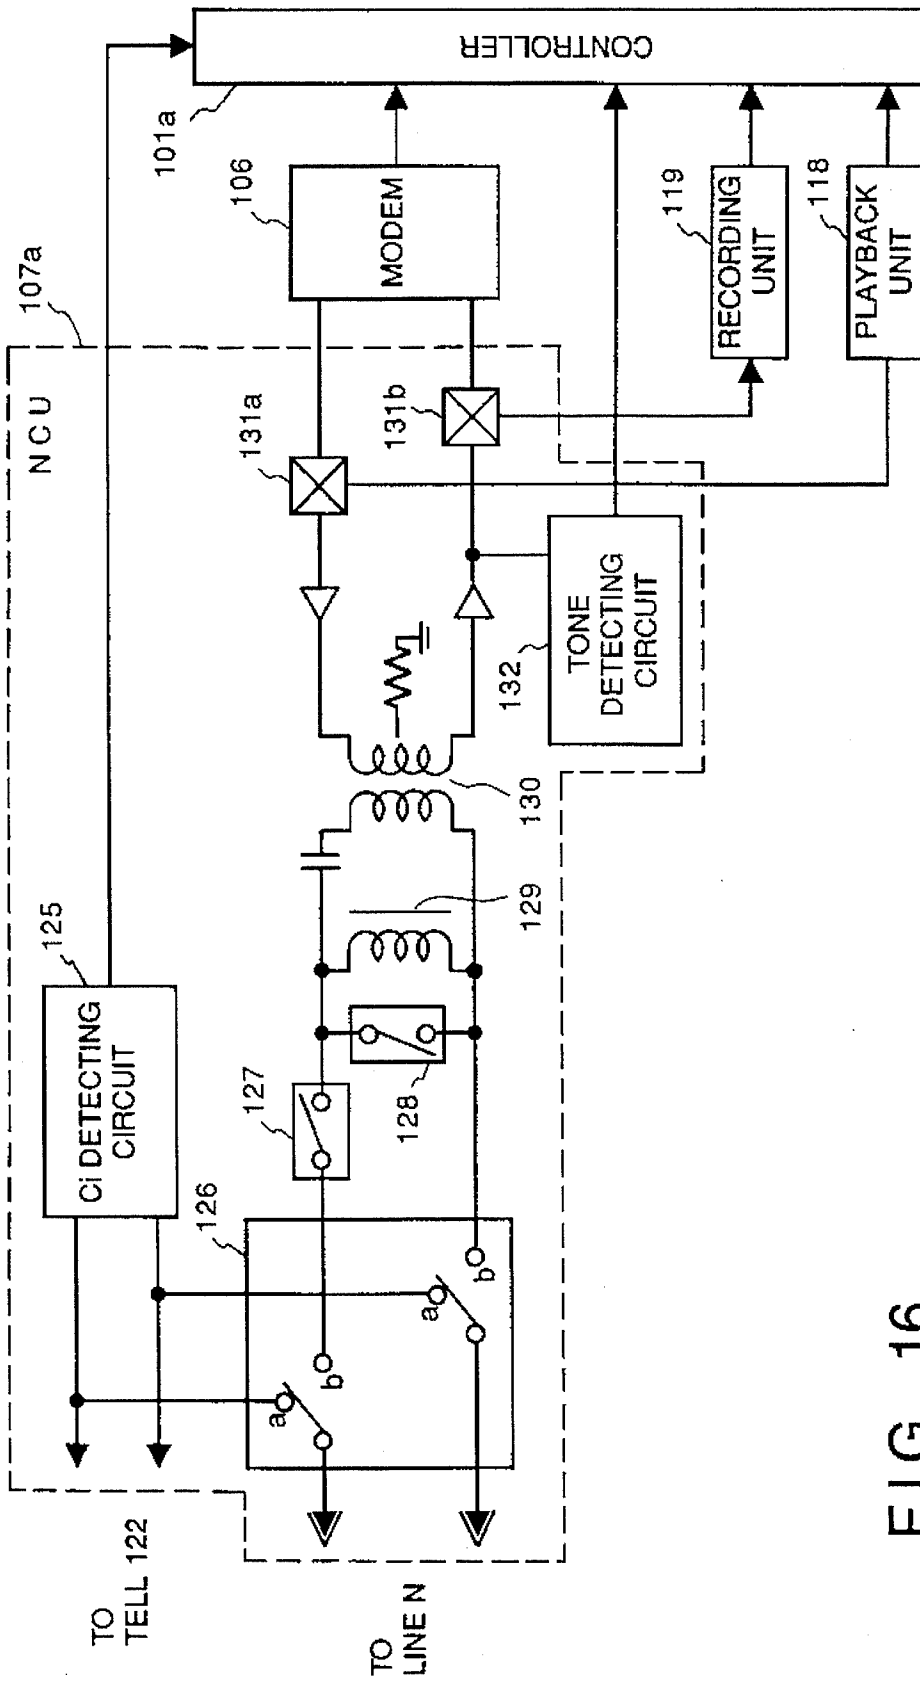 CONTROLLER
101a
106
MODEM
119
RECORDING
UNIT
118
PLAYBACK
UNIT
107a
NCU
131a
131b
132
TONE
DETECTING
CIRCUIT
130
129
125
Ci DETECTING
CIRCUIT
127
128
126
a
b
a
b
TO
TELL 122
TO
LINE N
FIG. 16